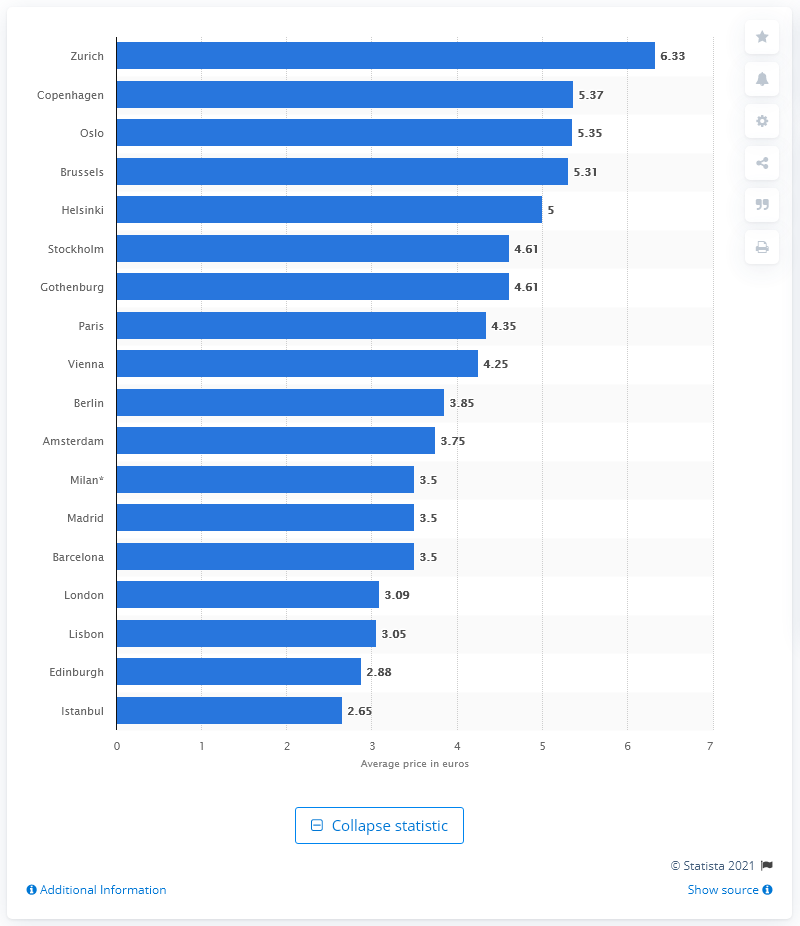 Zurich 6.33
Copenhagen 5.37
Oslo 5.35
Brussels 5.31
Helsinki 5
Stockholm 4.61
Gothenburg 4.61
Paris 4.35
Vienna 4.25
Berlin 3.85
Amsterdam 3.75
Milan* 3.5
Madrid 3.5
Barcelona 3.5
London 3.09
Lisbon 3.05
Edinburgh 2.88
Istanbul 2.65
0 1 2 3 4 5 6 7
Average price in euros
Collapse statistic
© Statista 2021
Additional Information Show source